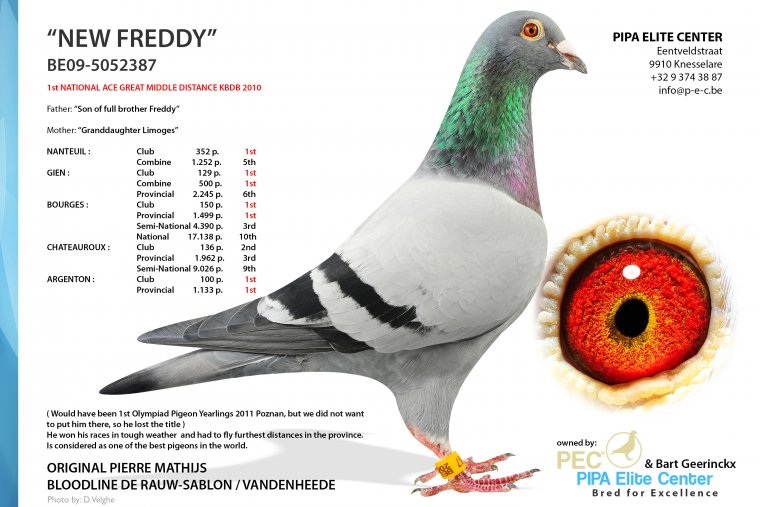 “NEW FREDDY”
BE09-5052387
1st NATIONAL ACE GREAT MIDDLE DISTANCE KBDB 2010
Father: “Son of full brother Freddy”
Mother: “Granddaughter Limoges”
NANTEUIL : Club 352 p. 1st
Combine 1.252 p. 5th
GIEN : Club 129 p. 1st
Combine 500 p. 1st
Provincial 2.245 p. 6th
BOURGES : Club 150 p. 1st
Provincial 1.499 p. 1st
Semi-National 4.390 p. 3rd
National 17.138 p. 10th
CHATEAUROUX : Club 136 p. 2nd
Provincial 1.962 p. 3rd
Semi-National 9.026 p. 9th
ARGENTON : Club 100 p. 1st
Provincial 1.133 p. 1st
PIPA ELITE CENTER
Eentveldstraat
9910 Knesselare
+32 9 374 38 87
info@p-e-c.be
( Would have been 1st Olympiad Pigeon Yearlings 2011 Poznan, but we did not want
to put him there, so he lost the title )
He won his races in tough weather and had to fly furthest distances in the province.
Is considered as one of the best pigeons in the world.
ORIGINAL PIERRE MATHIJS
BLOODLINE DE RAUW-SABLON / VANDENHEEDE
Photo by: D.Velghe
owned by:
PEC & Bart Geerinckx
PIPA Elite Center
Bred for Excellence